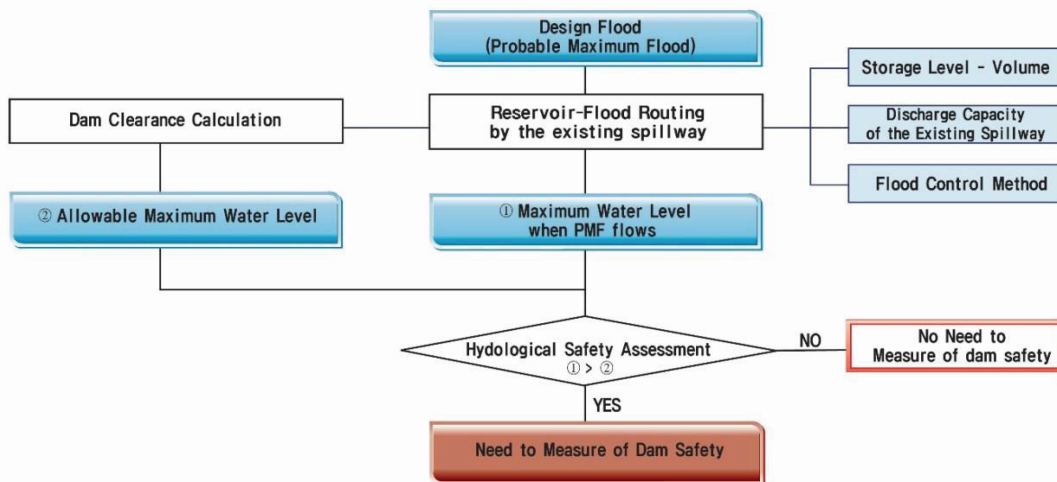 Design Flood
(Probable Maximum Flood)
Storage Level - Volume
Dam Clearance Calculation
Reservoir-Flood Routing
by the existing spillway
Discharge Capacity
of the Existing Spillway
Flood Control Method
② Allowable Maximum Water Level
① Maximum Water Level
when PMF flows
Hydological Safety Assessment
① > ②
NO
No Need to
Measure of dam safety
YES
Need to Measure of Dam Safety